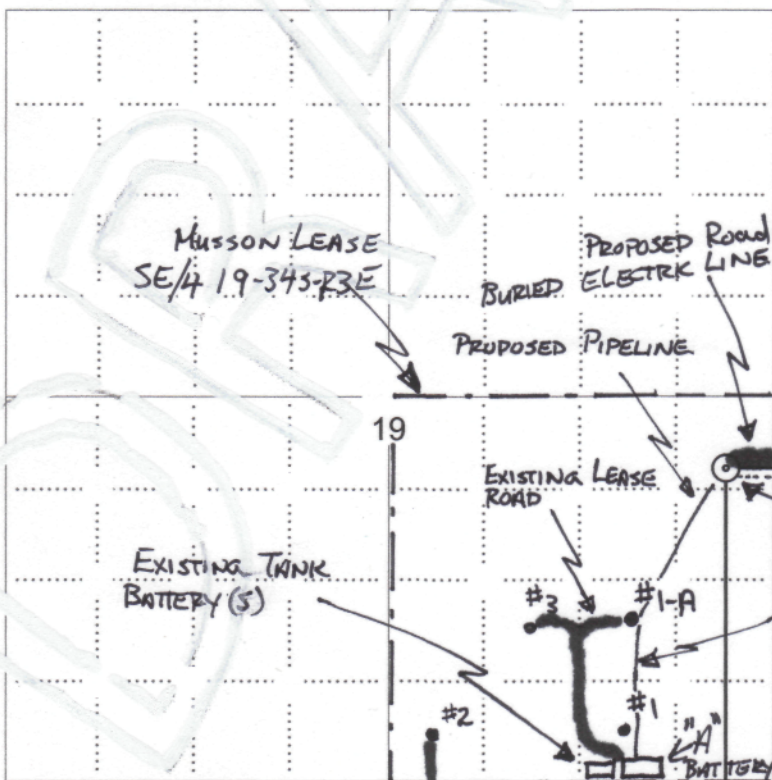 MUSSON LEASE
SE/4 19-34S-R3E
PROPOSED ROAD
BURIED ELECTRIC LINE
PROPOSED PIPELINE
19
EXISTING LEASE
ROAD
EXISTING TANK
BATTERY (S)
#3
#1-A
#2
#1
"A"
BATTERY